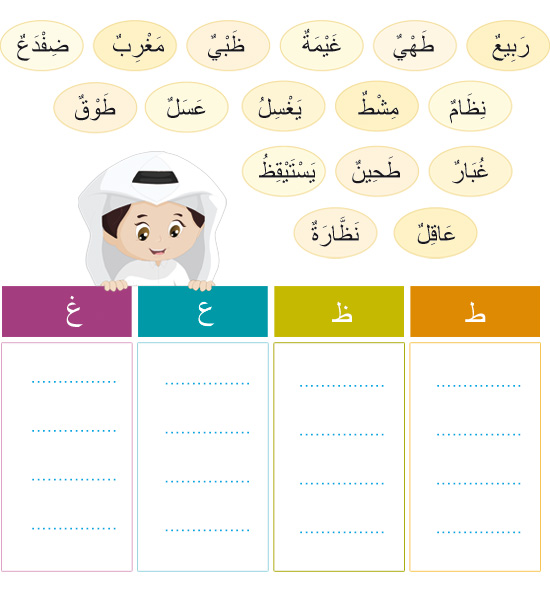 رَبِيعٌ طَهْيٌ غَيْمَةٌ ظَبْيٌ مَغْرِبٌ ضِفْدَعٌ
نِظَامٌ مِشْطٌ يَغْسِلُ عَسَلٌ طَوْقٌ
غُبَارٌ طَحِينٌ يَسْتَيْقِظُ
عَاقِلٌ نَظَّارَةٌ
ط ظ ع غ